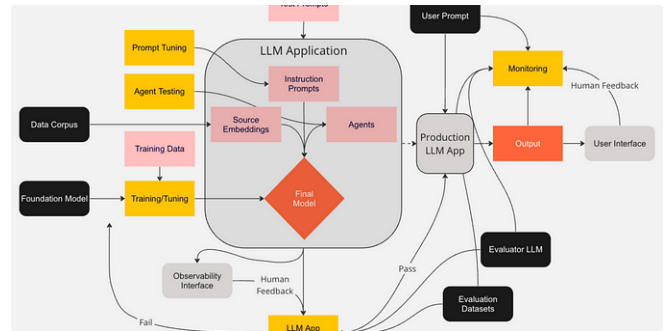 Test Prompts
User Prompt
LLM Application
Prompt Tuning
Monitoring
Instruction
Prompts
Agent Testing
Human Feedback
Data Corpus
Source
Embeddings
Agents
Production
LLM App
Output
User Interface
Training Data
Foundation Model
Training/Tuning
Final
Model
Evaluator LLM
Pass
Observability
Interface
Human
Feedback
Evaluation
Datasets
Fail
LLM App